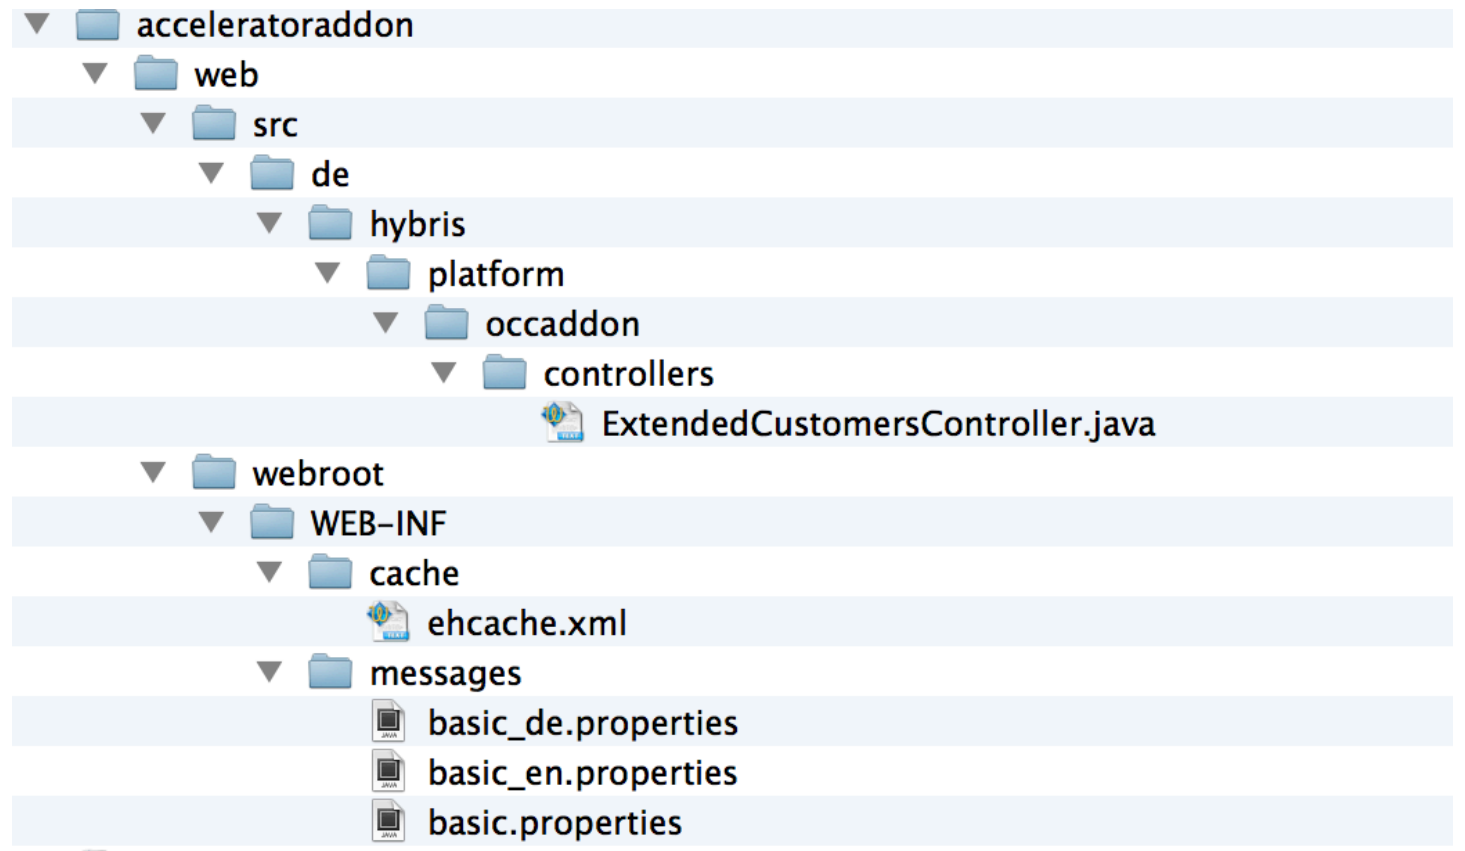 acceleratoraddon
web
src
de
hybris
platform
occaddon
controllers
ExtendedCustomersController.java
webroot
WEB-INF
cache
ehcache.xml
messages
basic_de.properties
basic_en.properties
basic.properties